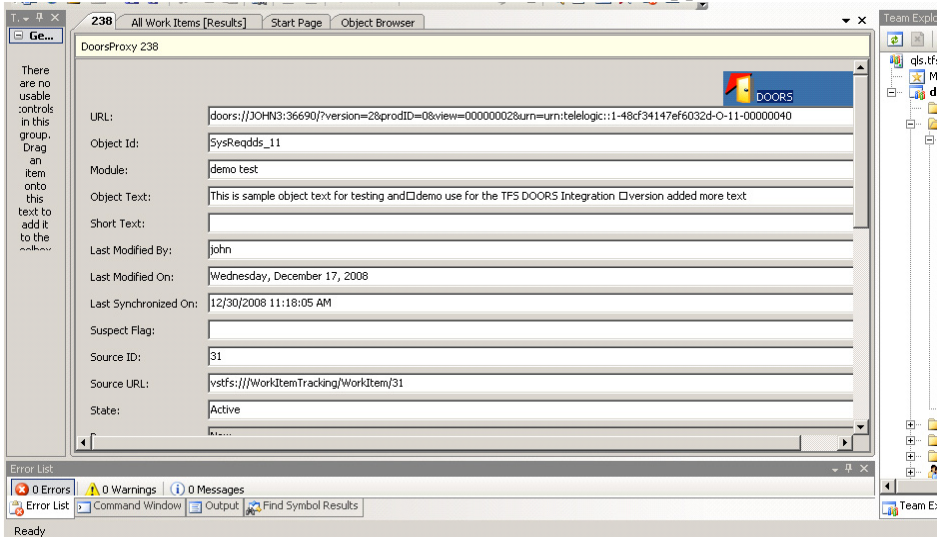 T.
238
All Work Items [Results]
Start Page
Object Browser
Team Explo
Ge...
There
are no
usable
controls
in this
group.
Drag
an
item
onto
this
text to
add it
to the
DoorsProxy 238
DOORS
URL: doors://JOHN3:36690/?version=2&prodID=0&view=00000002&urn=urn:telelogic::1-48cf34147ef6032d-O-11-00000040
Object Id: SysReqdds_11
Module: demo test
Object Text: This is sample object text for testing and□demo use for the TFS DOORS Integration □version added more text
Short Text:
Last Modified By: john
Last Modified On: Wednesday, December 17, 2008
Last Synchronized On: 12/30/2008 11:18:05 AM
Suspect Flag:
Source ID: 31
Source URL: vstfs:///WorkItemTracking/WorkItem/31
State: Active
qls.tfs
M
d
Error List
0 Errors
0 Warnings
0 Messages
Error List
Command Window
Output
Find Symbol Results
Team Ex
Ready